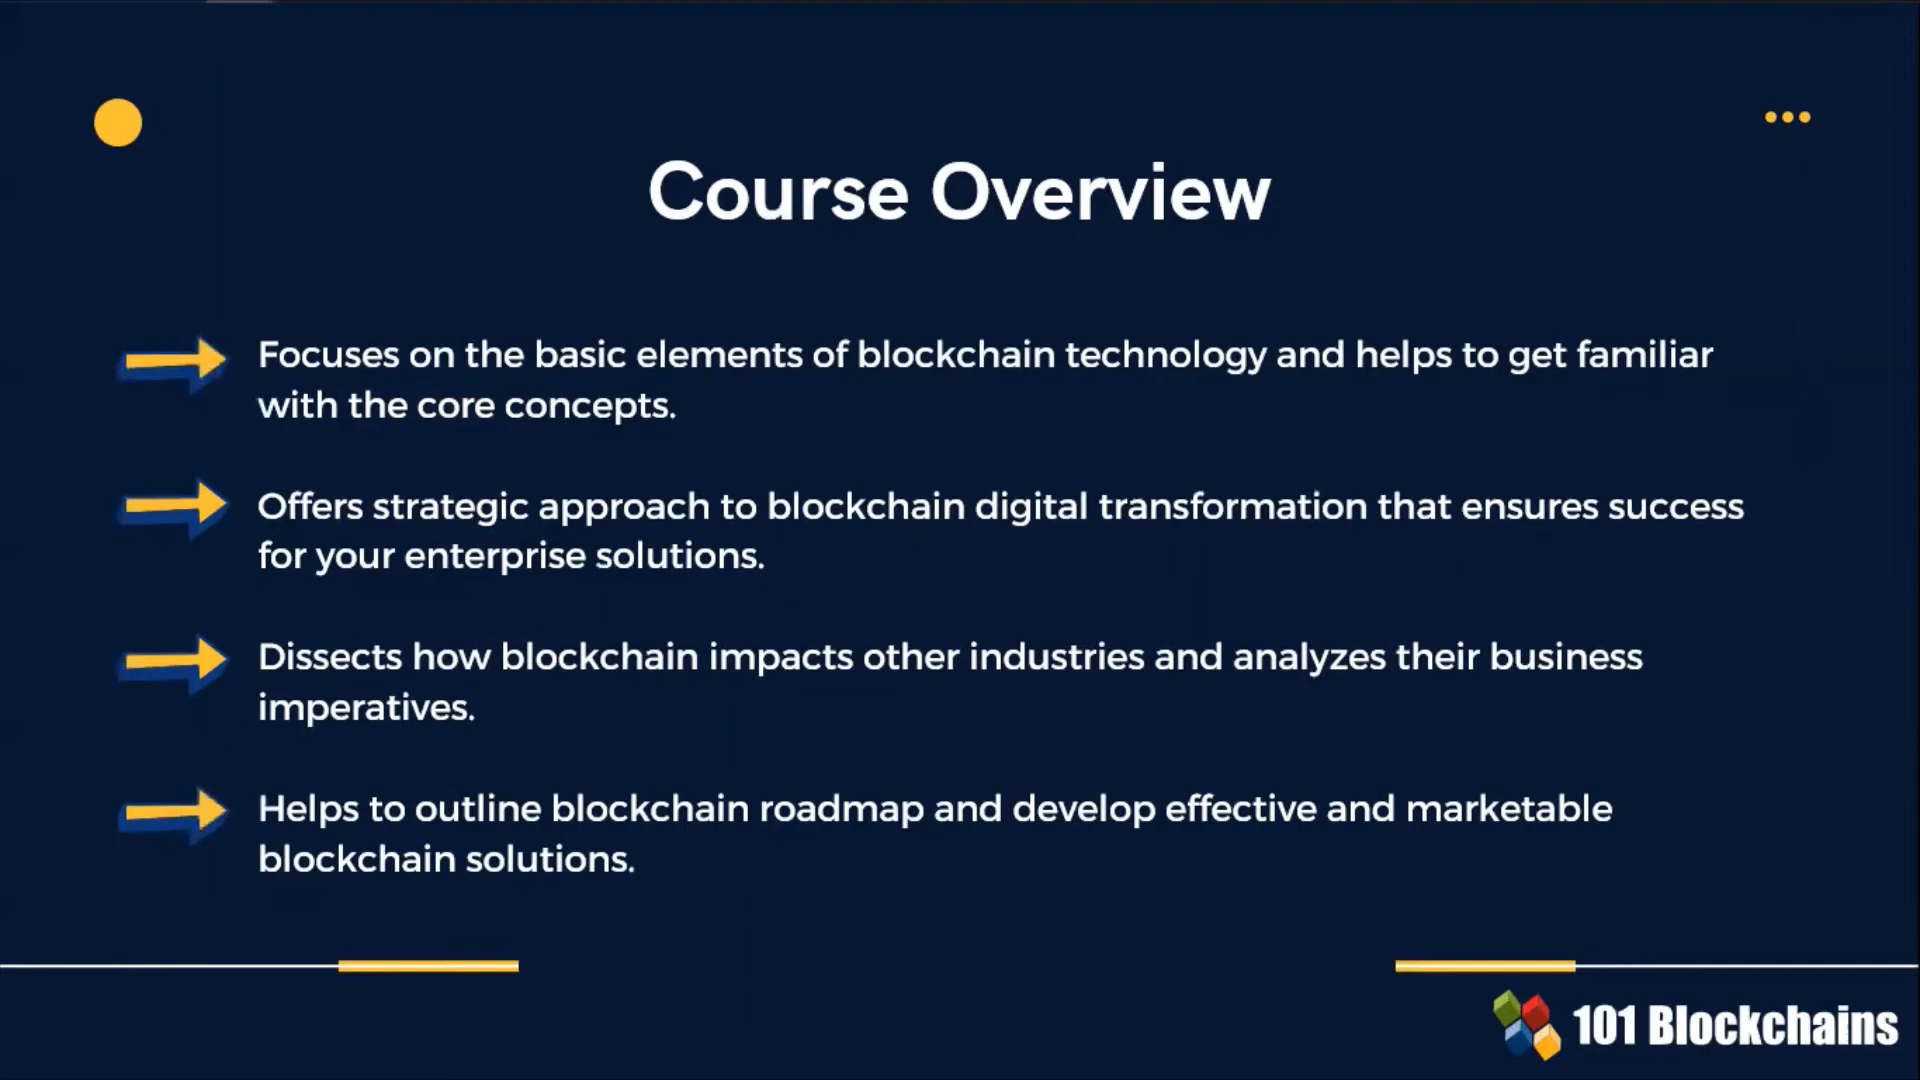 Course Overview
Focuses on the basic elements of blockchain technology and helps to get familiar
with the core concepts.
Offers strategic approach to blockchain digital transformation that ensures success
for your enterprise solutions.
Dissects how blockchain impacts other industries and analyzes their business
imperatives.
Helps to outline blockchain roadmap and develop effective and marketable
blockchain solutions.
101 Blockchains